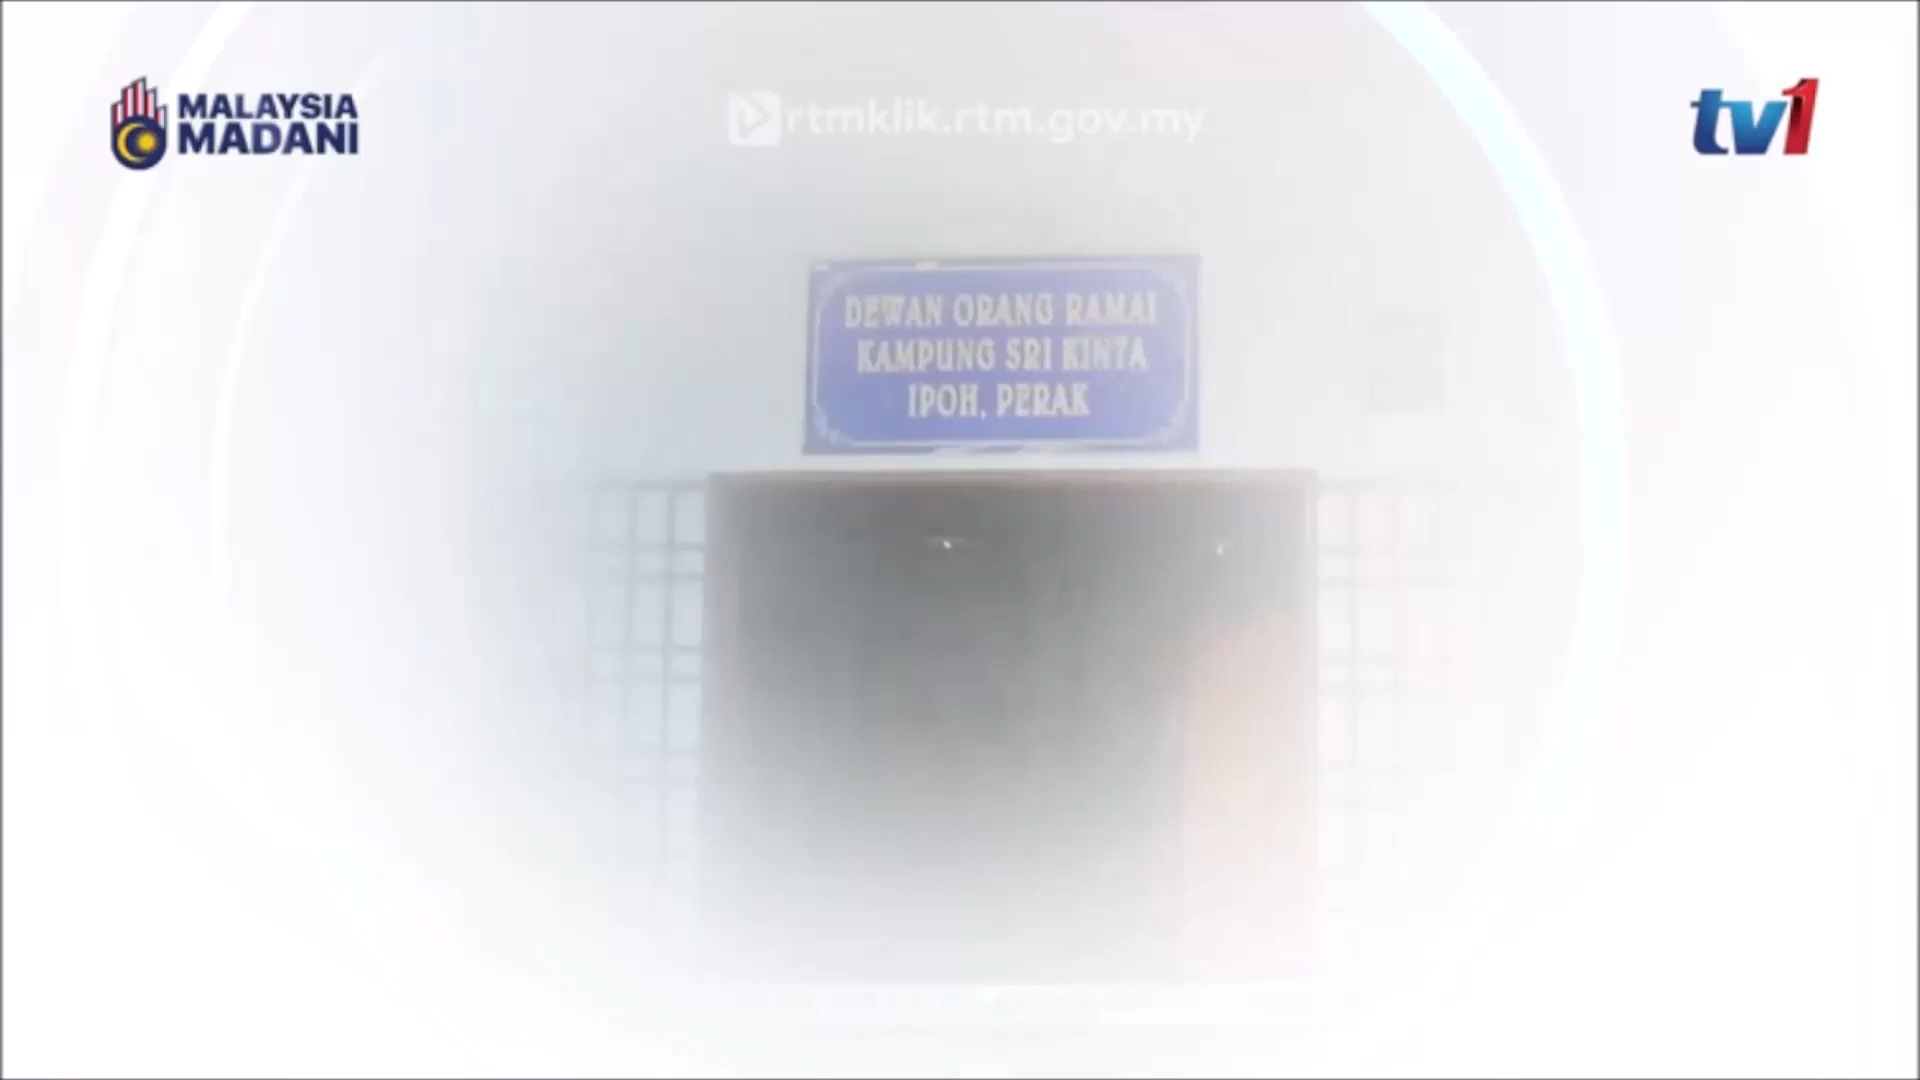 MALAYSIA
MADANI
rtmklik.rtm.gov.my
tv1
DEWAN ORANG RAMAI
KAMPUNG SRI KINTA
IPOH, PERAK